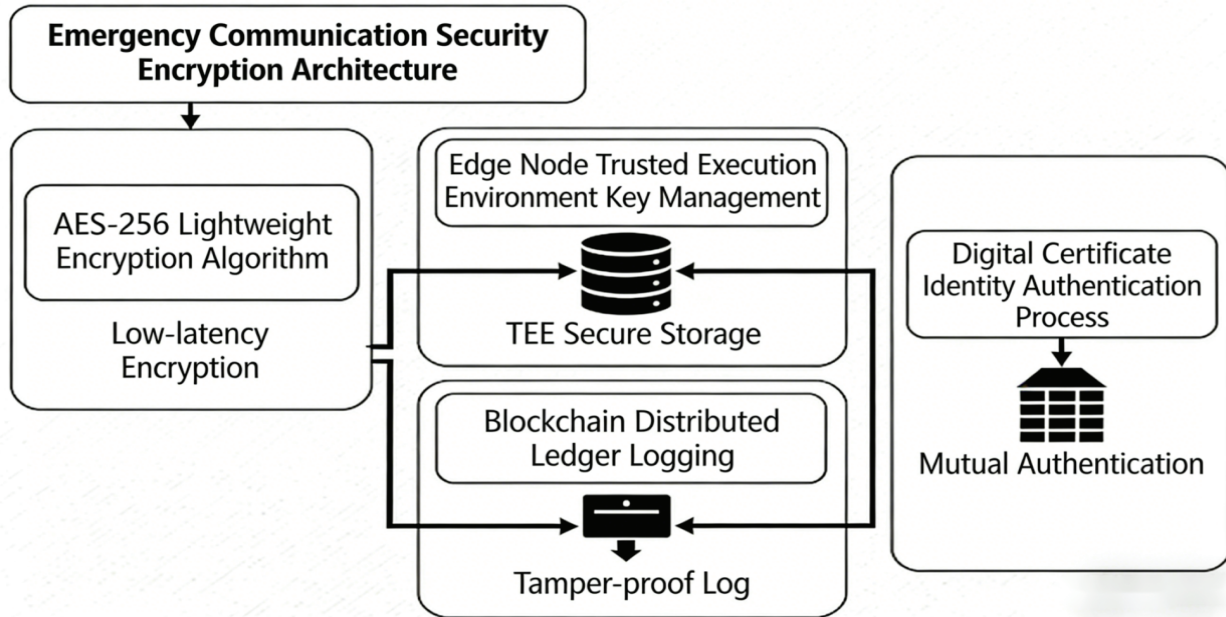 Emergency Communication Security
Encryption Architecture
AES-256 Lightweight
Encryption Algorithm
Low-latency
Encryption
Edge Node Trusted Execution
Environment Key Management
TEE Secure Storage
Blockchain Distributed
Ledger Logging
Tamper-proof Log
Digital Certificate
Identity Authentication
Process
Mutual Authentication